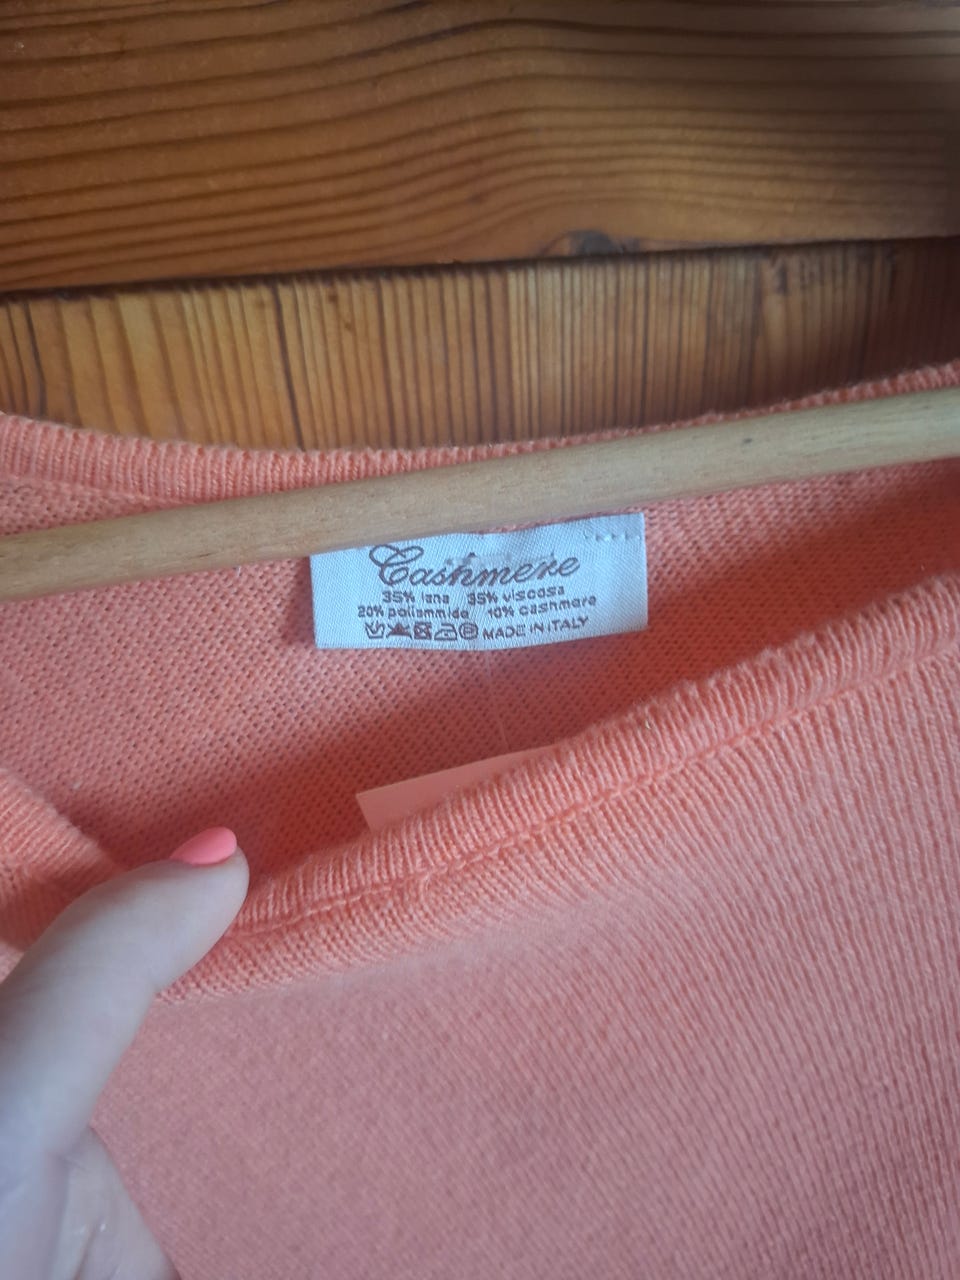 Cashmere
35% lana 35% viscosa
20% poliammide 10% cashmere
MADE IN ITALY